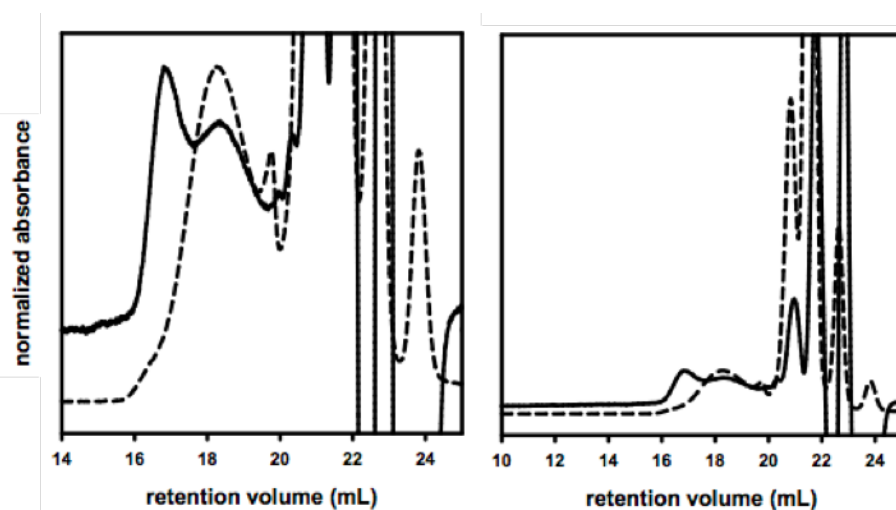 normalized absorbance
14 16 18 20 22 24
retention volume (mL)
10 12 14 16 18 20 22 24
retention volume (mL)